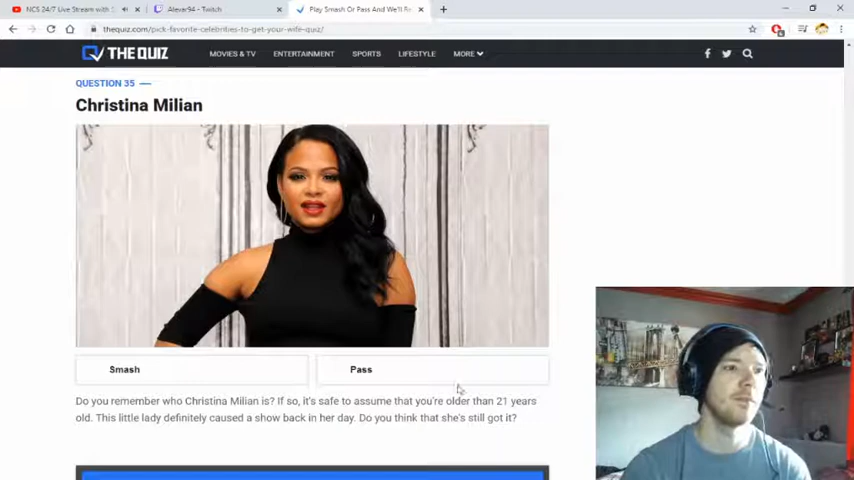 NCS 24/7 Live Stream with
Alevar94 - Twitch
Play Smash Or Pass And We'll Re
thequiz.com/pick-favorite-celebrities-to-get-your-wife-quiz/
THE QUIZ
MOVIES & TV ENTERTAINMENT SPORTS LIFESTYLE MORE
QUESTION 35
Christina Milian
Smash Pass
Do you remember who Christina Milian is? If so, it's safe to assume that you're older than 21 years
old. This little lady definitely caused a show back in her day. Do you think that she's still got it?